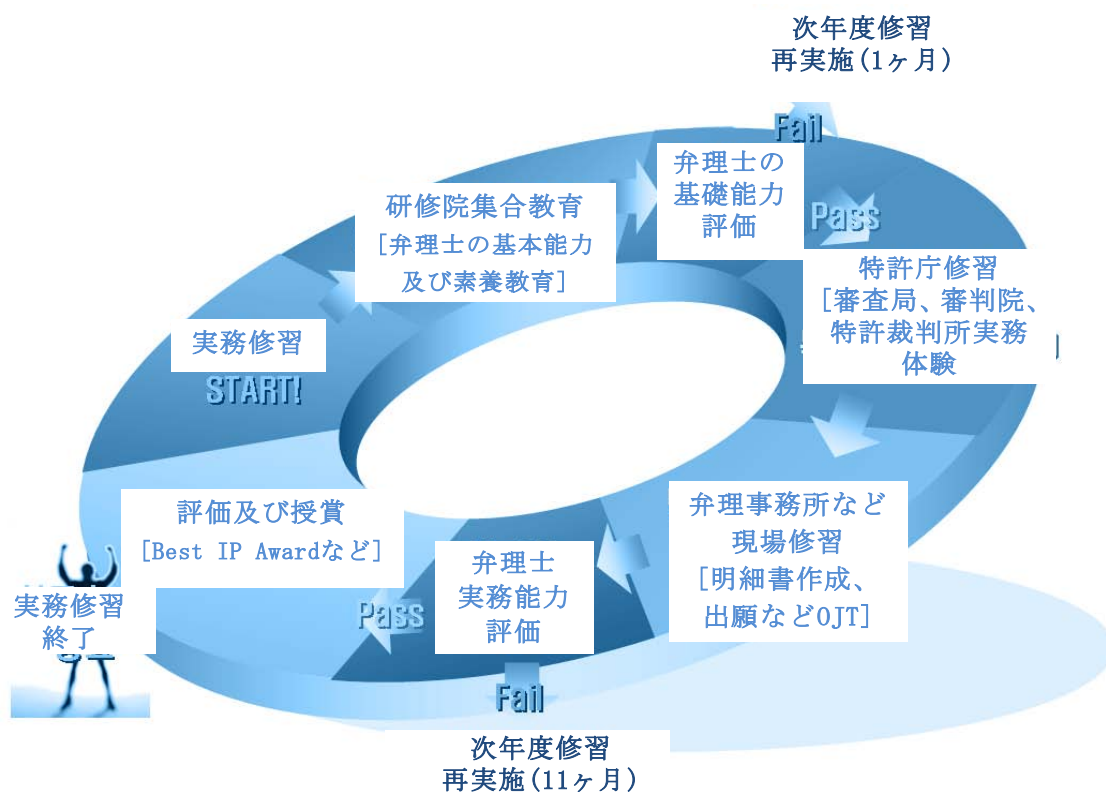 次年度修習
再実施(1ヶ月)
Fail
弁理士の
基礎能力
評価
Pass
研修院集合教育
[弁理士の基本能力
及び素養教育]
特許庁修習
[審査局、審判院、
特許裁判所実務
体験
実務修習
START!
評価及び授賞
[Best IP Awardなど]
弁理事務所など
現場修習
[明細書作成、
出願などOJT]
弁理士
実務能力
評価
Pass
実務修習
終了
Fail
次年度修習
再実施(11ヶ月)